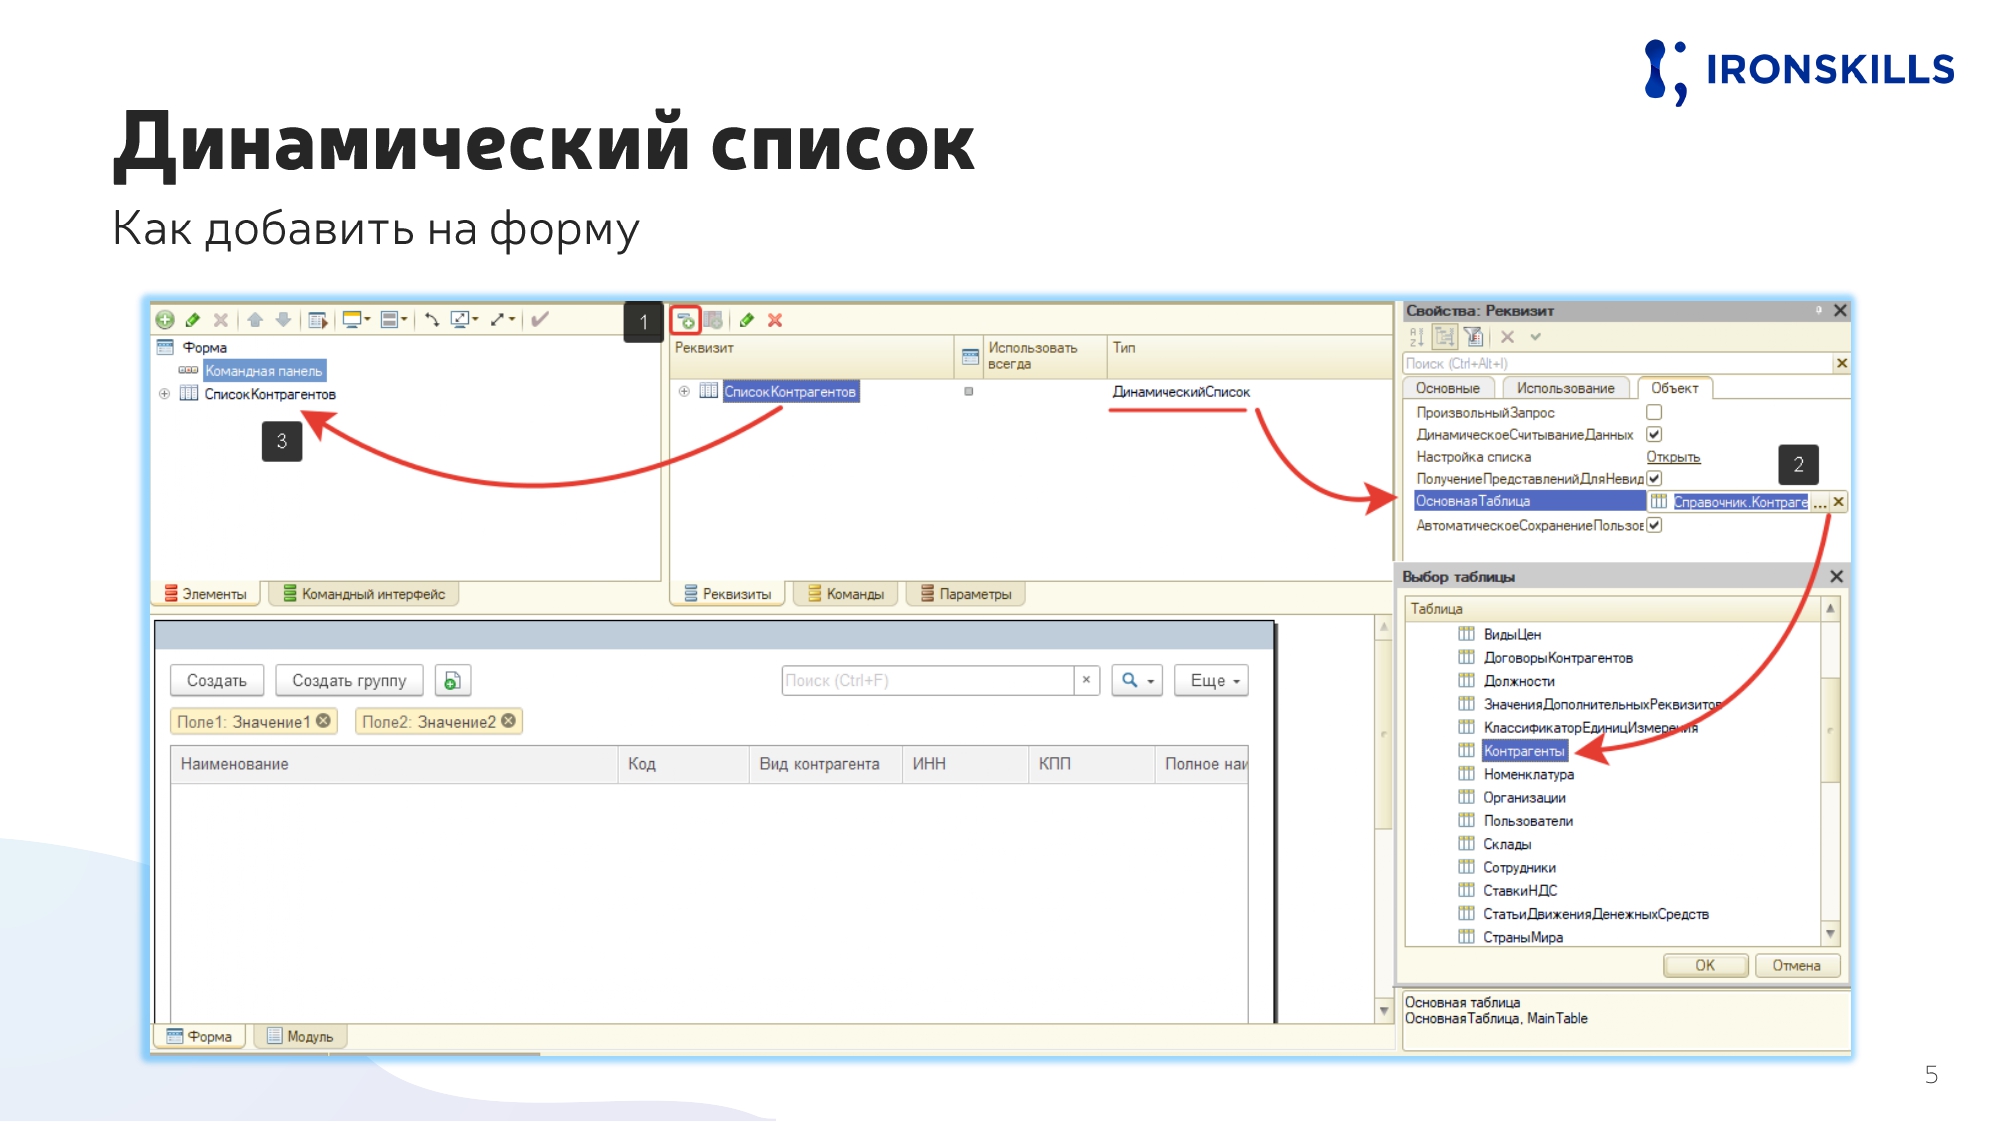 IRONSKILLS
Динамический список
Как добавить на форму
1
Форма
Командная панель
СписокКонтрагентов
3
Элементы
Командный интерфейс
Реквизит
Использовать всегда
Тип
СписокКонтрагентов
ДинамическийСписок
Реквизиты
Команды
Параметры
Свойства: Реквизит
Поиск (Ctrl+Alt+I)
Основные
Использование
Объект
ПроизвольныйЗапрос
ДинамическоеСчитываниеДанных
Настройка списка
Открыть
2
ПолучениеПредставленийДляНевид
ОсновнаяТаблица
Справочник.Контраге
...
АвтоматическоеСохранениеПользов
Выбор таблицы
Таблица
ВидыЦен
ДоговорыКонтрагентов
Должности
ЗначенияДополнительныхРеквизитов
КлассификаторЕдиницИзмерения
Контрагенты
Номенклатура
Организации
Пользователи
Склады
Сотрудники
СтавкиНДС
СтатьиДвиженияДенежныхСредств
СтраныМира
OK
Отмена
Основная таблица
ОсновнаяТаблица, MainTable
Создать
Создать группу
Поиск (Ctrl+F)
Еще
Поле1: Значение1
Поле2: Значение2
Наименование
Код
Вид контрагента
ИНН
КПП
Полное наи
Форма
Модуль
5